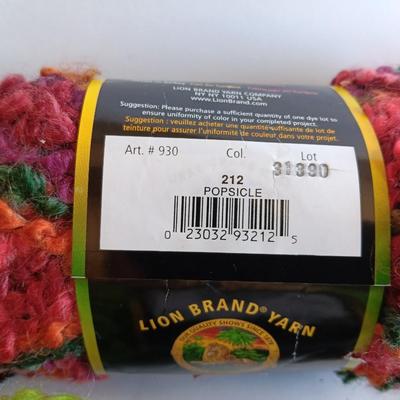 LION BRAND YARN COMPANY
NY NY 10011 USA
www.LionBrand.com
Suggestion: Please purchase a sufficient quantity of one dye lot to
ensure uniformity of color in your completed project.
Suggestion : veuillez acheter une quantité suffisante de lot de
teinture pour assurer l'uniformité de couleur dans votre projet.
Art. # 930 Col. Lot
31390
212
POPSICLE
0 23032 93212 5
LION BRAND® YARN
QUALITY SHOWS SINCE 1878